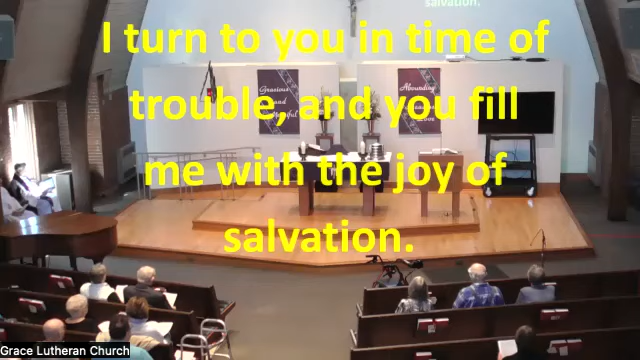 salvation.
I turn to you in time of
trouble, and you fill
me with the joy of
salvation.
Gracious
and
Abounding
Love
Grace Lutheran Church